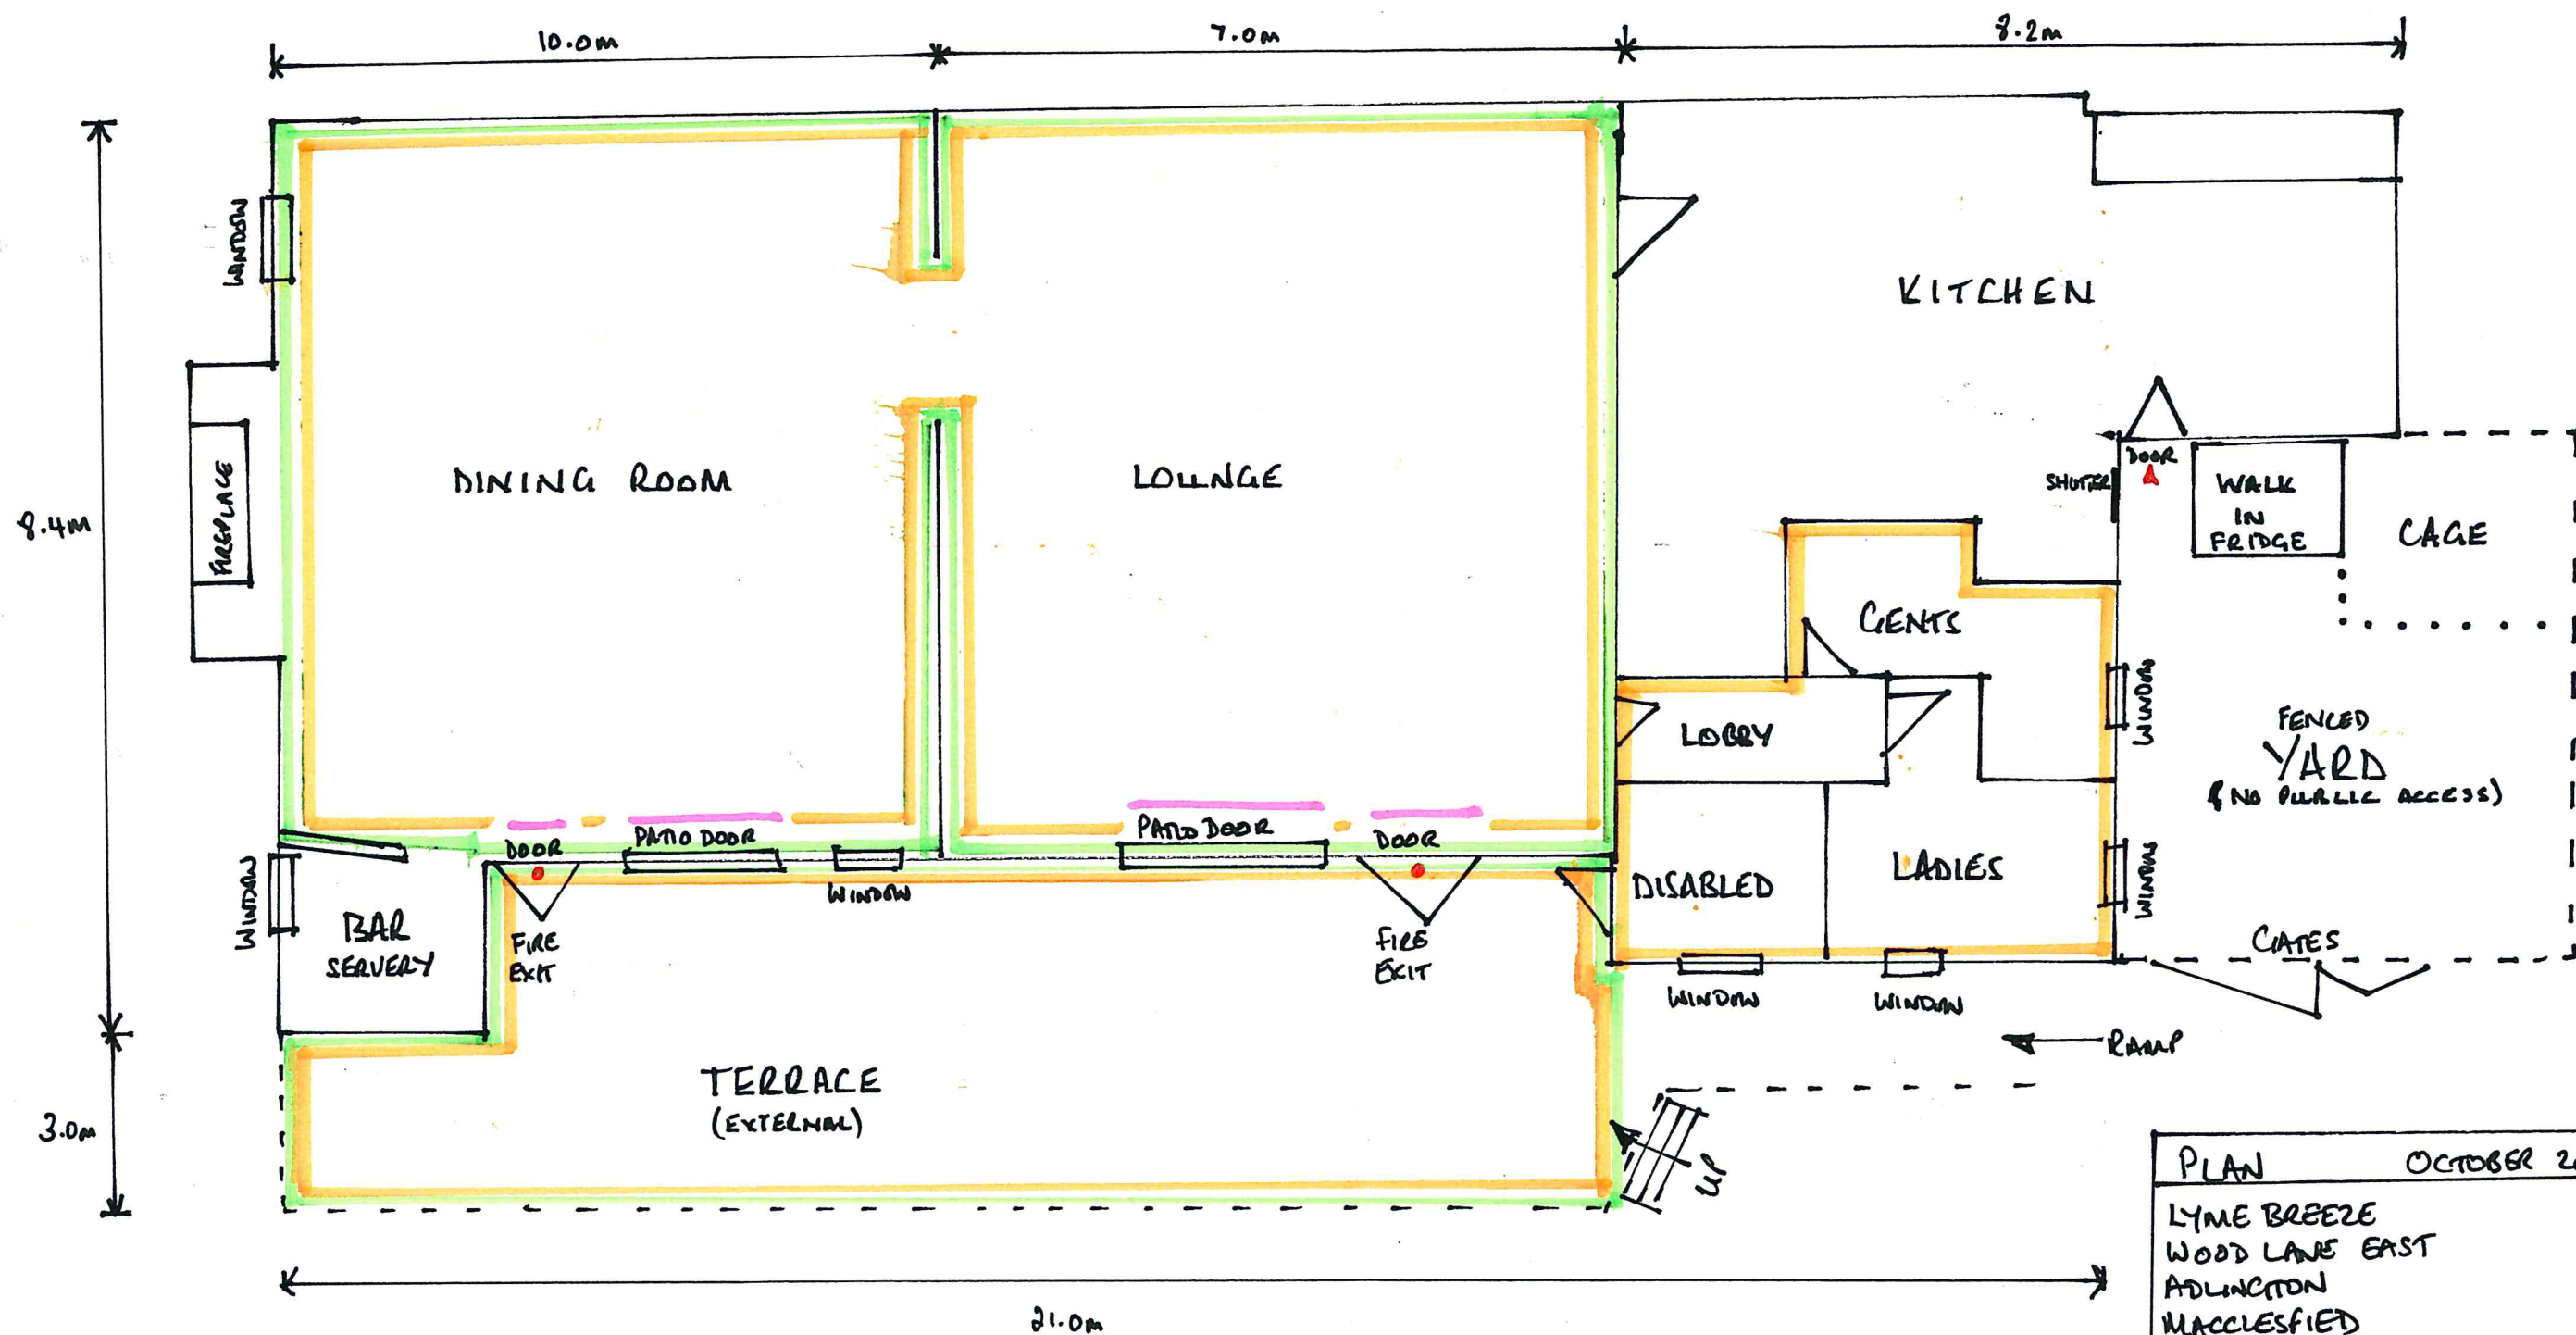 10.0m
7.0m
8.2m
WINDOW
KITCHEN
FIREPLACE
DINING ROOM
LOUNGE
8.4m
DOOR
SHUTTER
WALK
IN
FRIDGE
CAGE
GENTS
WINDOW
LOBBY
FENCED
YARD
(NO PUBLIC ACCESS)
DOOR
PATIO DOOR
PATIO DOOR
DOOR
WINDOW
WINDOW
BAR
SERVERY
FIRE
EXIT
FIRE
EXIT
DISABLED
LADIES
WINDOW
GATES
WINDOW
WINDOW
RAMP
TERRACE
(EXTERNAL)
3.0m
UP
PLAN OCTOBER
LYME BREEZE
WOOD LANE EAST
ADLINGTON
MACCLESFIED
21.0m